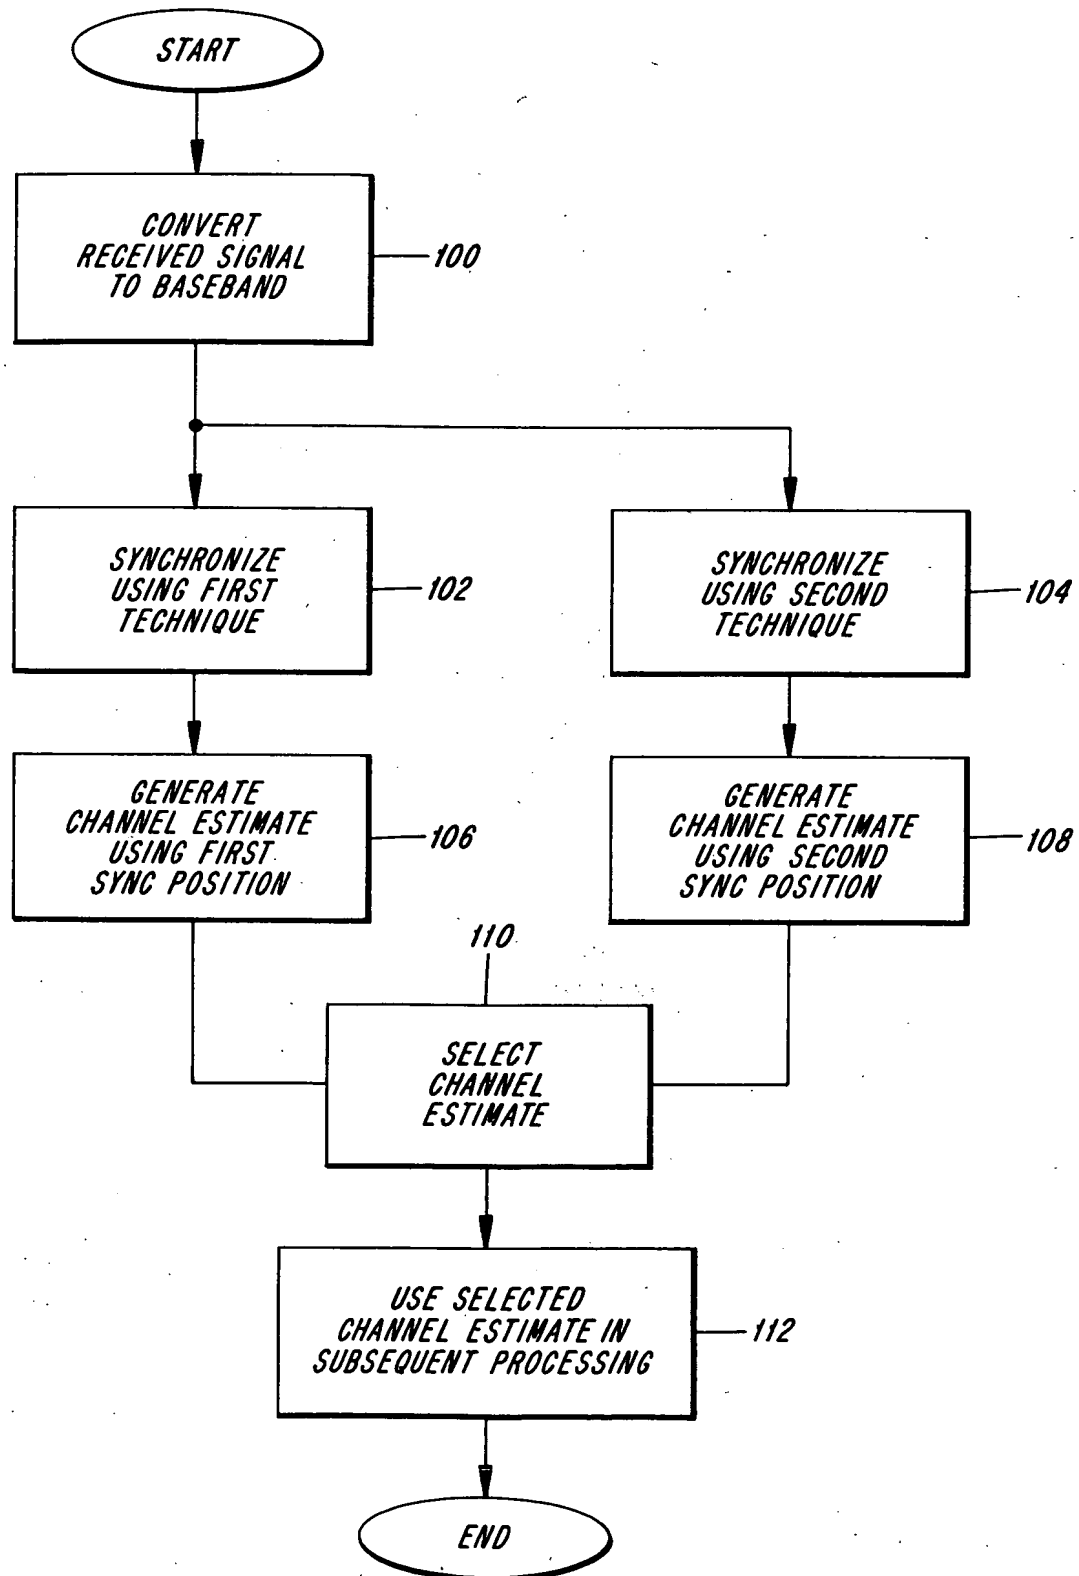 START
CONVERT
RECEIVED SIGNAL
TO BASEBAND
100
SYNCHRONIZE
USING FIRST
TECHNIQUE
102
SYNCHRONIZE
USING SECOND
TECHNIQUE
104
GENERATE
CHANNEL ESTIMATE
USING FIRST
SYNC POSITION
106
GENERATE
CHANNEL ESTIMATE
USING SECOND
SYNC POSITION
108
110
SELECT
CHANNEL
ESTIMATE
USE SELECTED
CHANNEL ESTIMATE IN
SUBSEQUENT PROCESSING
112
END